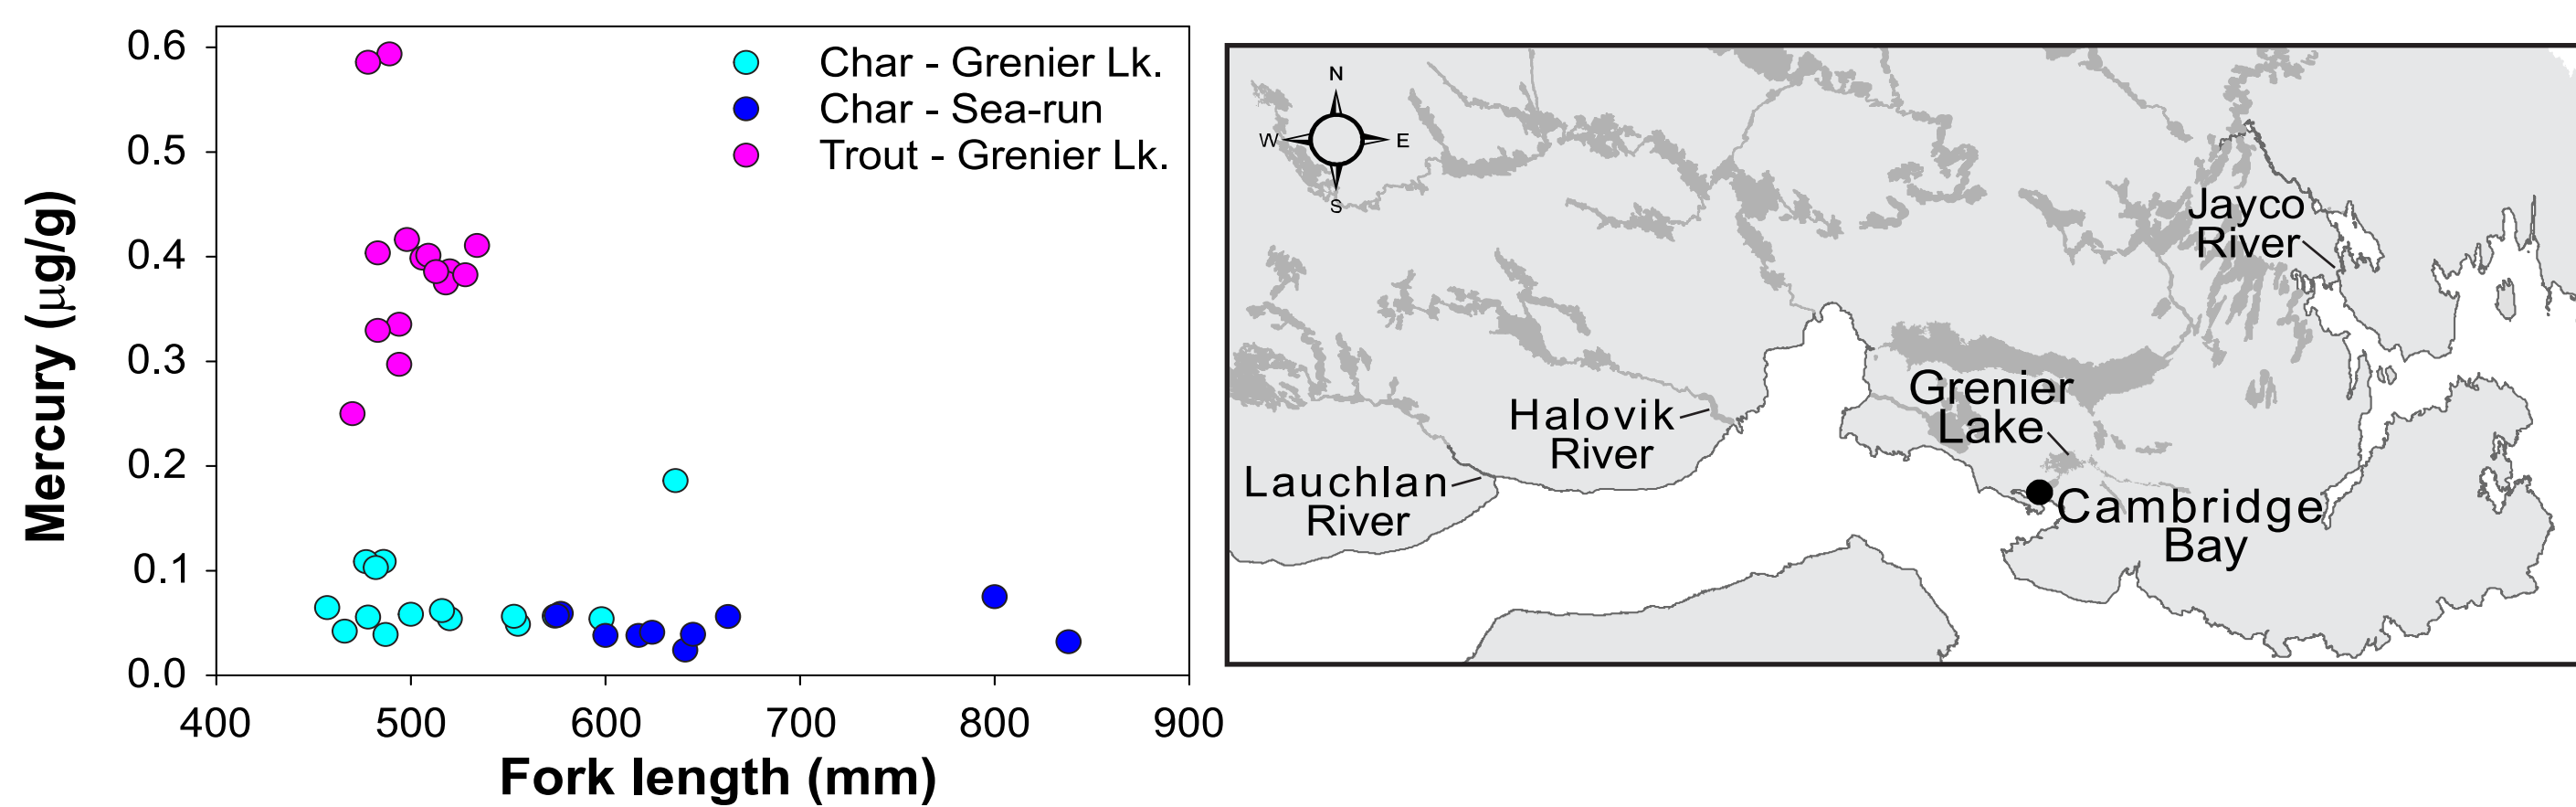 Mercury (μg/g)
0.6
0.5
0.4
0.3
0.2
0.1
0.0
400 500 600 700 800 900
Fork length (mm)
Char - Grenier Lk.
Char - Sea-run
Trout - Grenier Lk.
N
W E
S
Jayco
River
Grenier
Lake
Halovik
River
Lauchlan
River
Cambridge
Bay